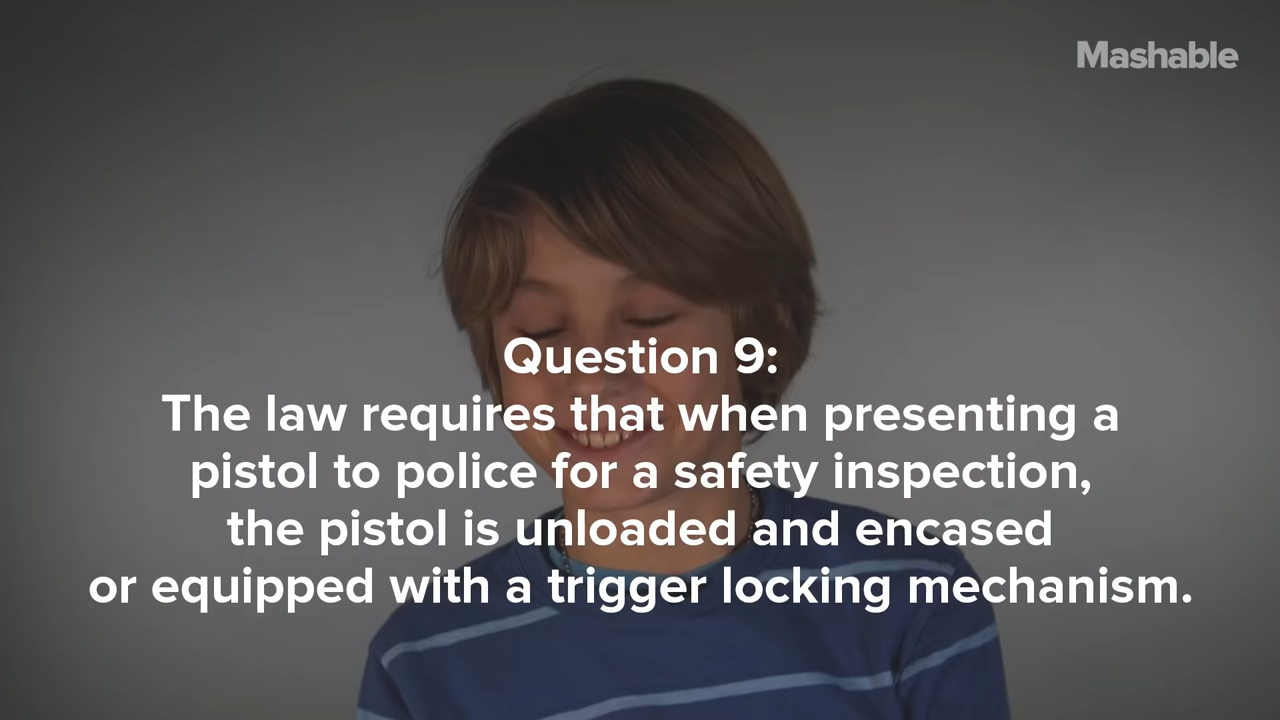 Mashable
Question 9:
The law requires that when presenting a
pistol to police for a safety inspection,
the pistol is unloaded and encased
or equipped with a trigger locking mechanism.